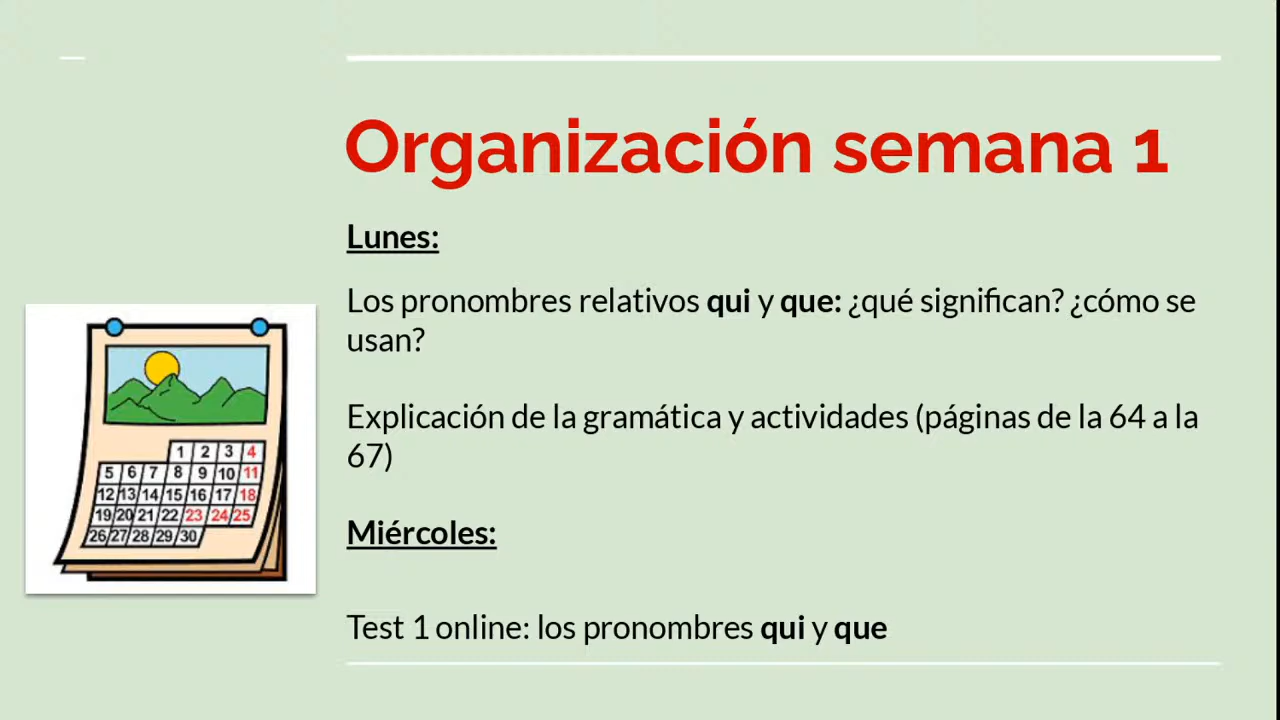 Organización semana 1
Lunes:
Los pronombres relativos qui y que: ¿qué significan? ¿cómo se
usan?
Explicación de la gramática y actividades (páginas de la 64 a la
67)
1 2 3 4
5 6 7 8 9 10 11
12 13 14 15 16 17 18
19 20 21 22 23 24 25
26 27 28 29 30
Miércoles:
Test 1 online: los pronombres qui y que